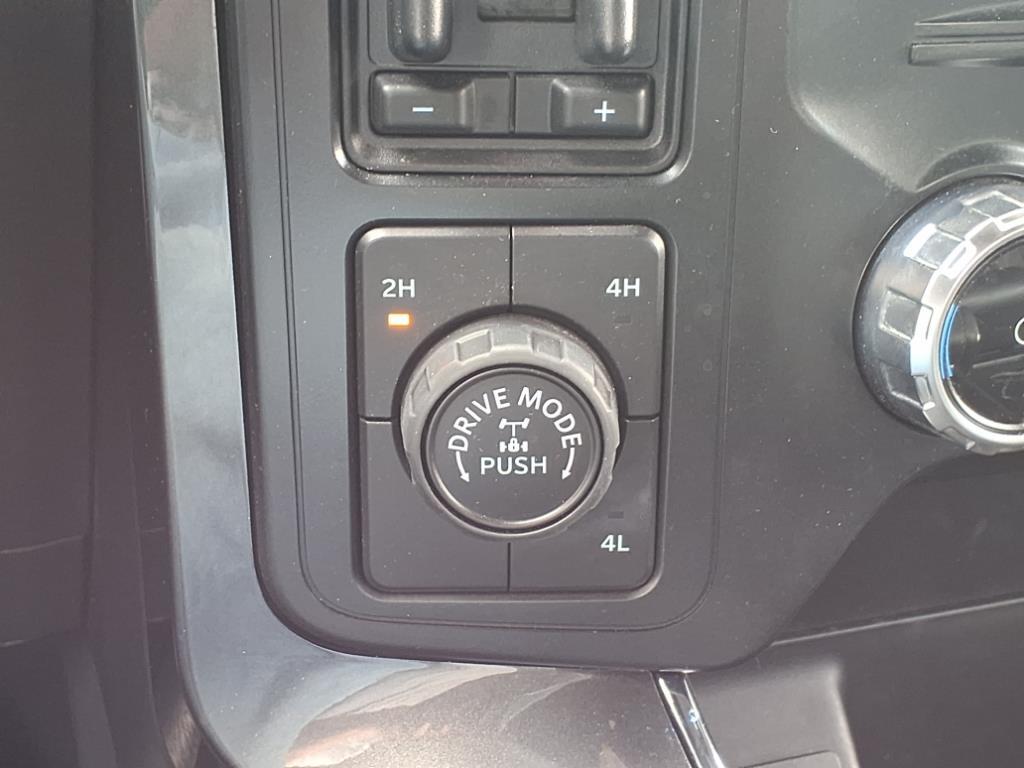 − +
2H 4H
DRIVE MODE
PUSH
4L